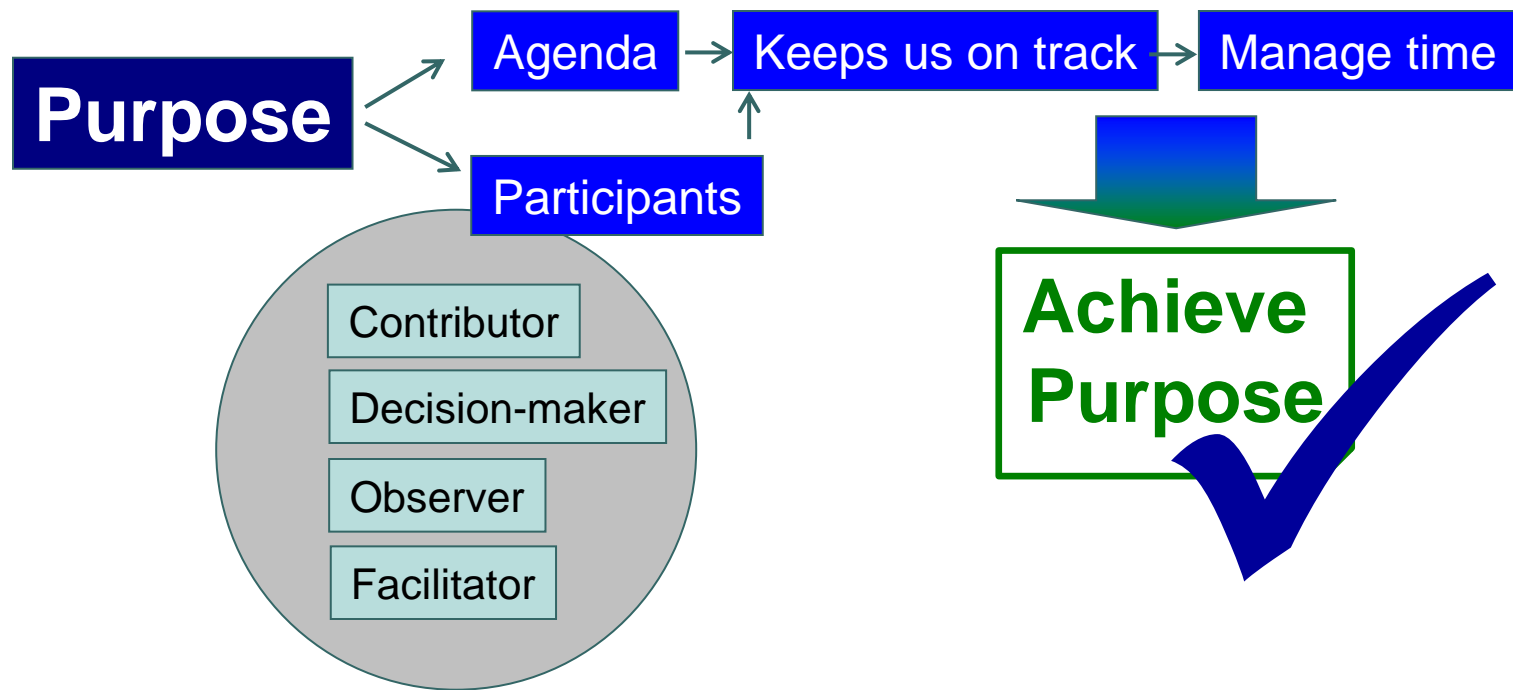 Purpose
Agenda
Keeps us on track
Manage time
Participants
Contributor
Decision-maker
Observer
Facilitator
Achieve
Purpose